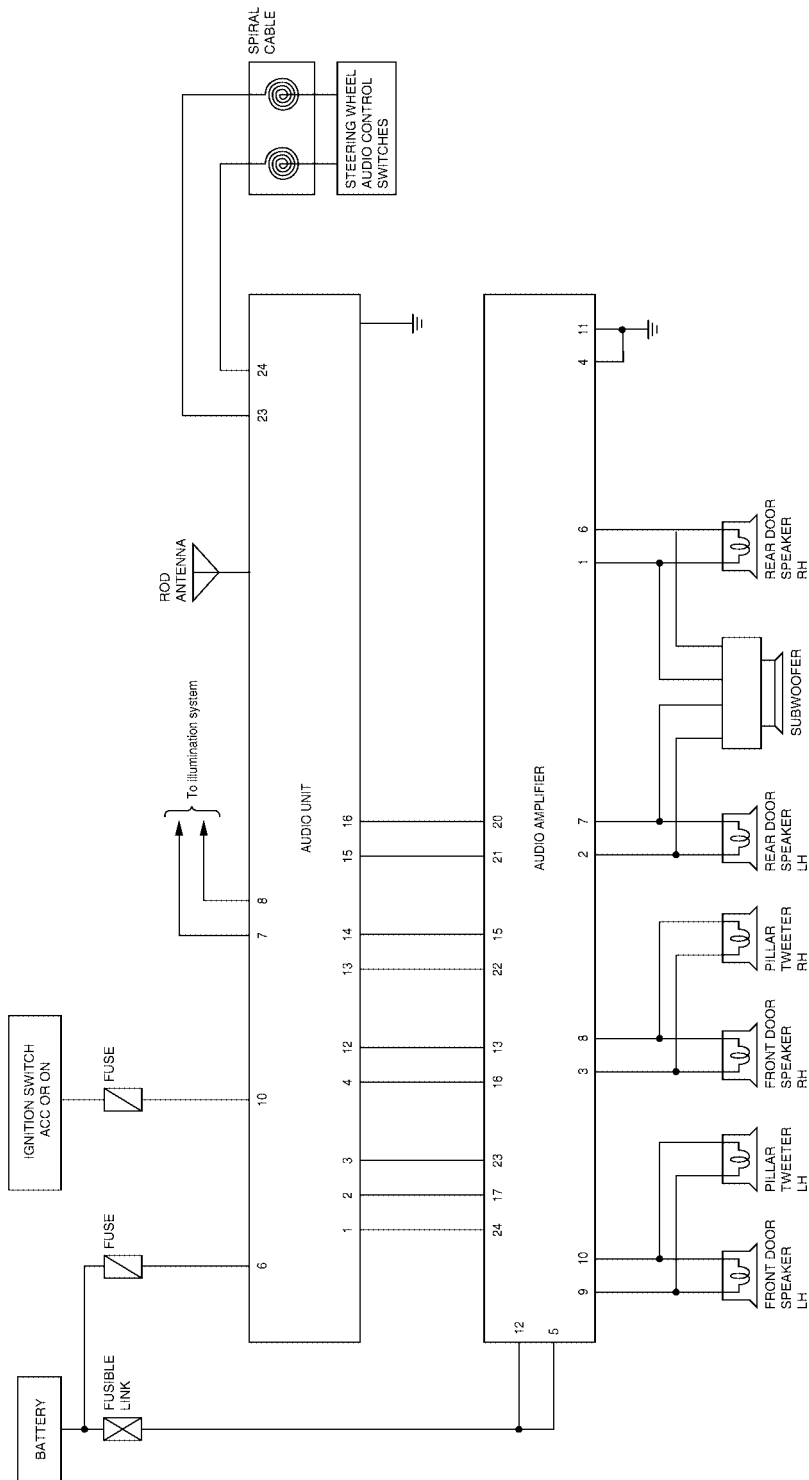 BATTERY
FUSIBLE
LINK
FUSE
IGNITION SWITCH
ACC OR ON
FUSE
To illumination system
ROD
ANTENNA
SPIRAL
CABLE
STEERING WHEEL
AUDIO CONTROL
SWITCHES
6
10
7
8
23
24
AUDIO UNIT
1
2
3
4
12
13
14
15
16
24
17
23
16
13
22
15
21
20
12
5
AUDIO AMPLIFIER
9
10
3
8
2
7
1
6
4
11
FRONT DOOR
SPEAKER
LH
PILLAR
TWEETER
LH
FRONT DOOR
SPEAKER
RH
PILLAR
TWEETER
RH
REAR DOOR
SPEAKER
LH
SUBWOOFER
REAR DOOR
SPEAKER
RH